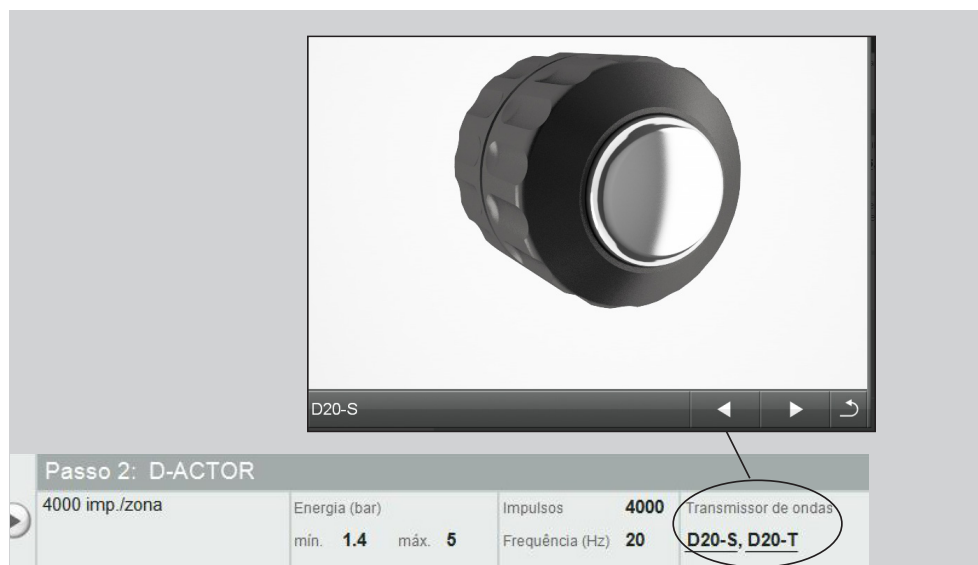 D20-S
Passo 2: D-ACTOR
4000 imp./zona
Energia (bar)
mín. 1.4 máx. 5
Impulsos 4000
Frequência (Hz) 20
Transmissor de ondas
D20-S, D20-T